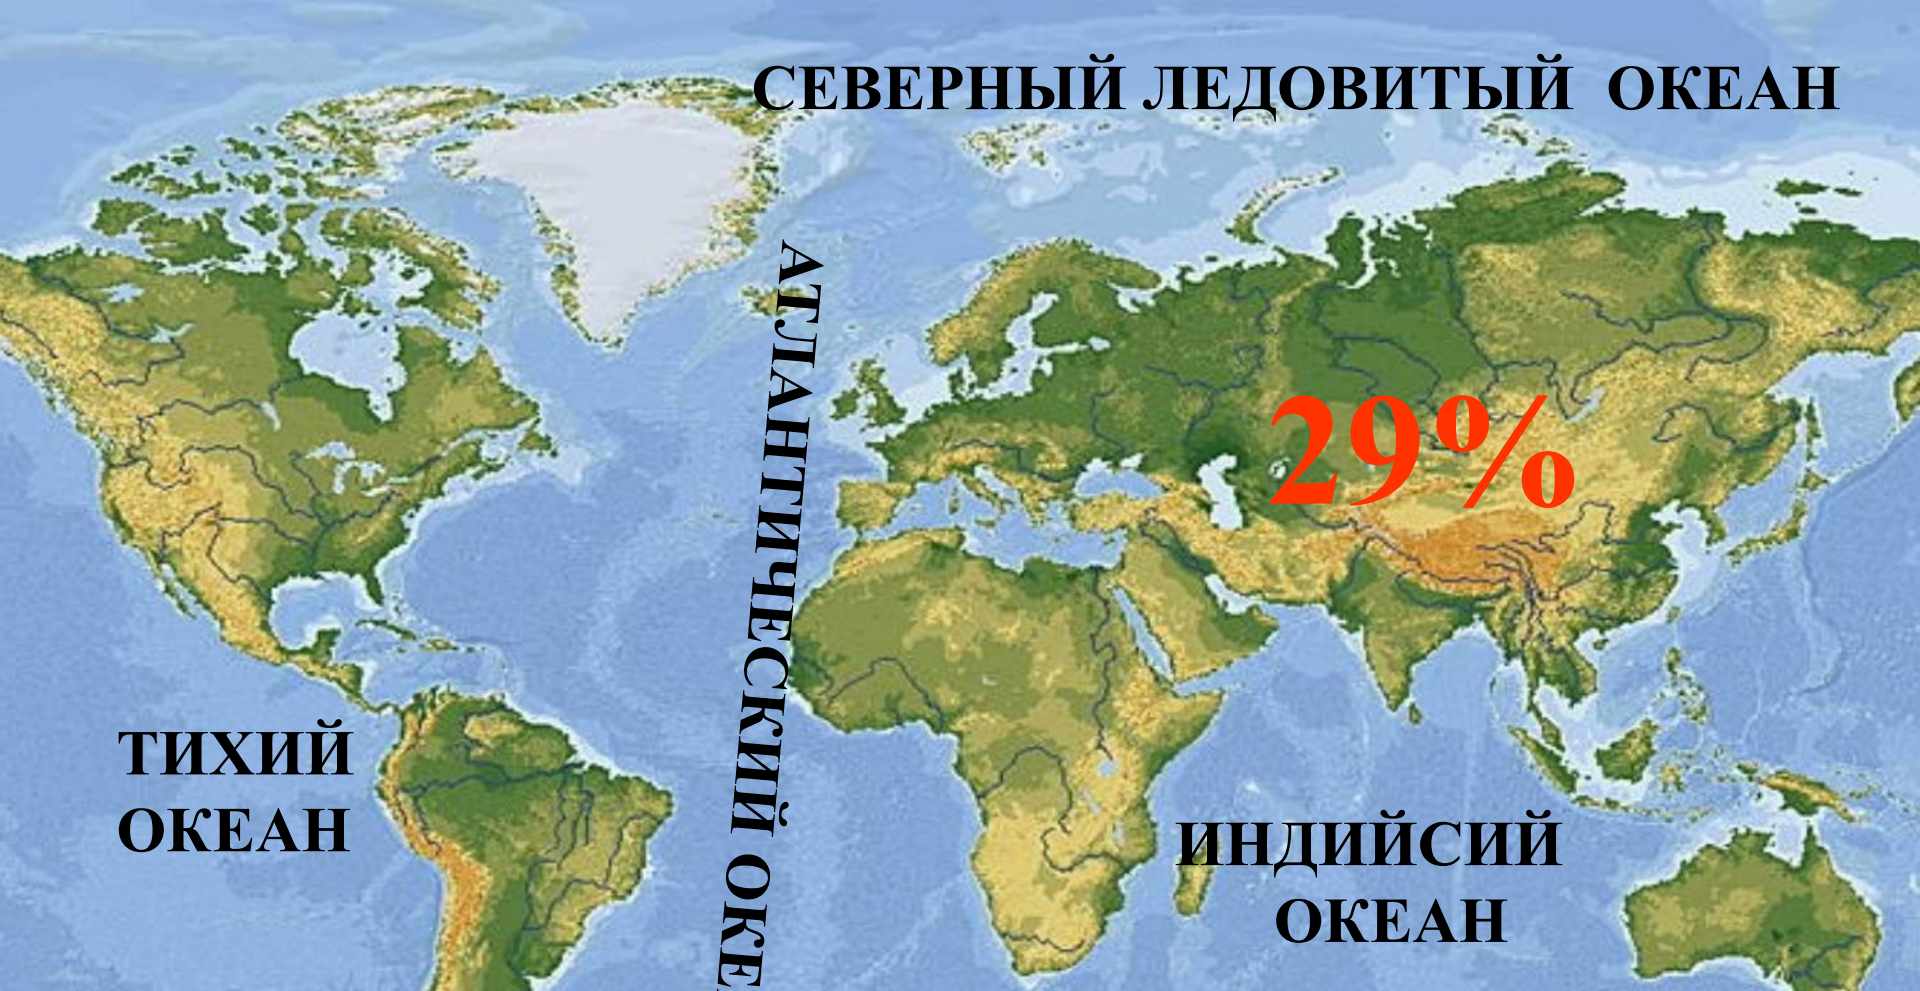 СЕВЕРНЫЙ ЛЕДОВИТЫЙ ОКЕАН
АТЛАНТИЧЕСКИЙ ОКЕ
29%
ТИХИЙ
ОКЕАН
ИНДИЙСИЙ
ОКЕАН